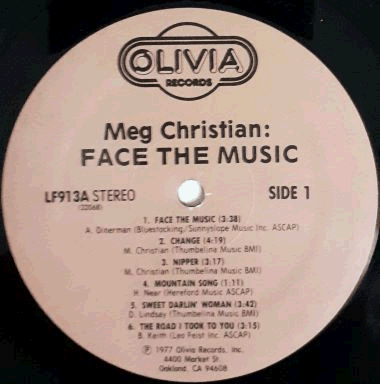 OLIVIA
RECORDS
Meg Christian:
FACE THE MUSIC
LF913A STEREO
(22068)
SIDE 1
1. FACE THE MUSIC (3:38)
A. Dinerman (Bluestocking/Sunnyslope Music Inc. ASCAP)
2. CHANGE (4:19)
M. Christian (Thumbelina Music BMI)
3. NIPPER (3:17)
M. Christian (Thumbelina Music BMI)
4. MOUNTAIN SONG (1:11)
H. Near (Hereford Music ASCAP)
5. SWEET DARLIN' WOMAN (3:42)
D. Lindsay (Thumbelina Music BMI)
6. THE ROAD I TOOK TO YOU (3:15)
B. Keith (Leo Feist Inc. ASCAP)
℗ 1977 Olivia Records, Inc.
4400 Market St.
Oakland, CA 94608